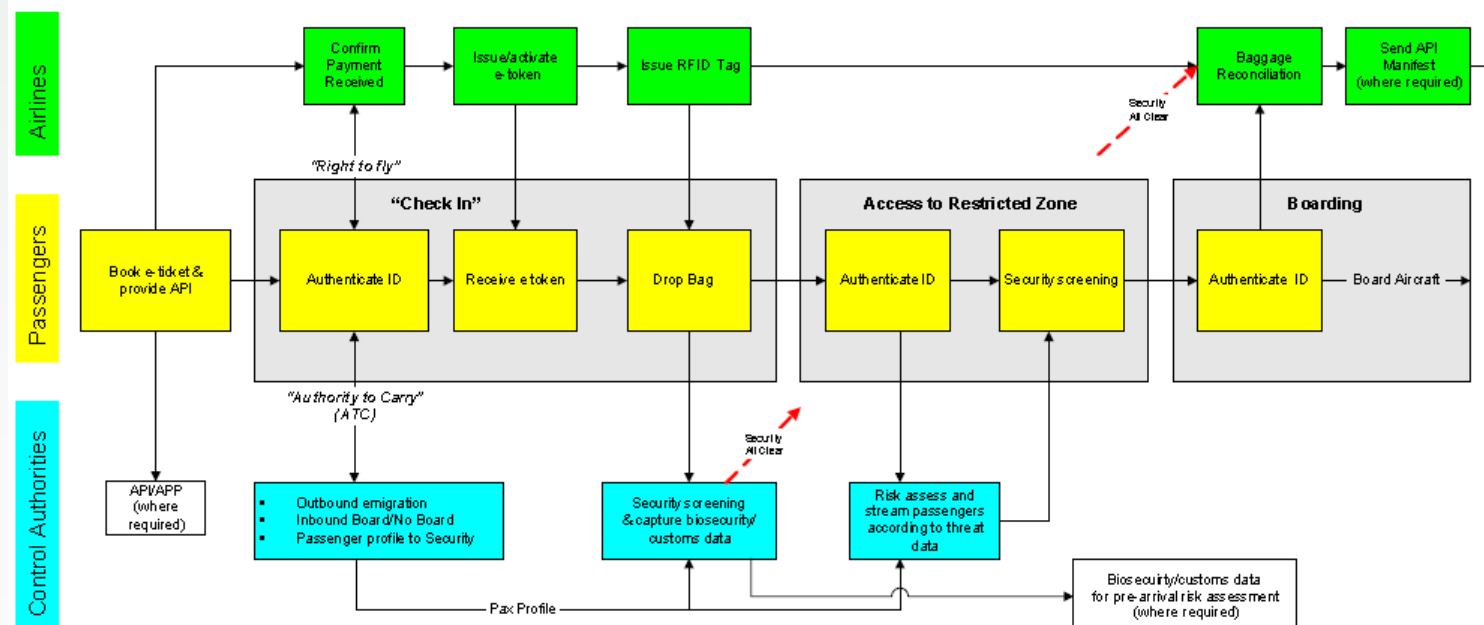 Airlines
Confirm
Payment
Received
Issue/activate
e-token
Issue RFID Tag
Baggage
Reconciliation
Send API
Manifest
(where required)
Security
All Clear
"Right to fly"
Passengers
"Check In"
Access to Restricted Zone
Boarding
Book e-ticket &
provide API
Authenticate ID
Receive e token
Drop Bag
Authenticate ID
Security screening
Authenticate ID
Board Aircraft
"Authority to Carry"
(ATC)
Security
All Clear
Control Authorities
API/APP
(where
required)
▪ Outbound emigration
▪ Inbound Board/No Board
▪ Passenger profile to Security
Security screening
& capture biosecurity/
customs data
Risk assess and
stream passengers
according to threat
data
Pax Profile
Biosecuirty/customs data
for pre-arrival risk assessment
(where required)